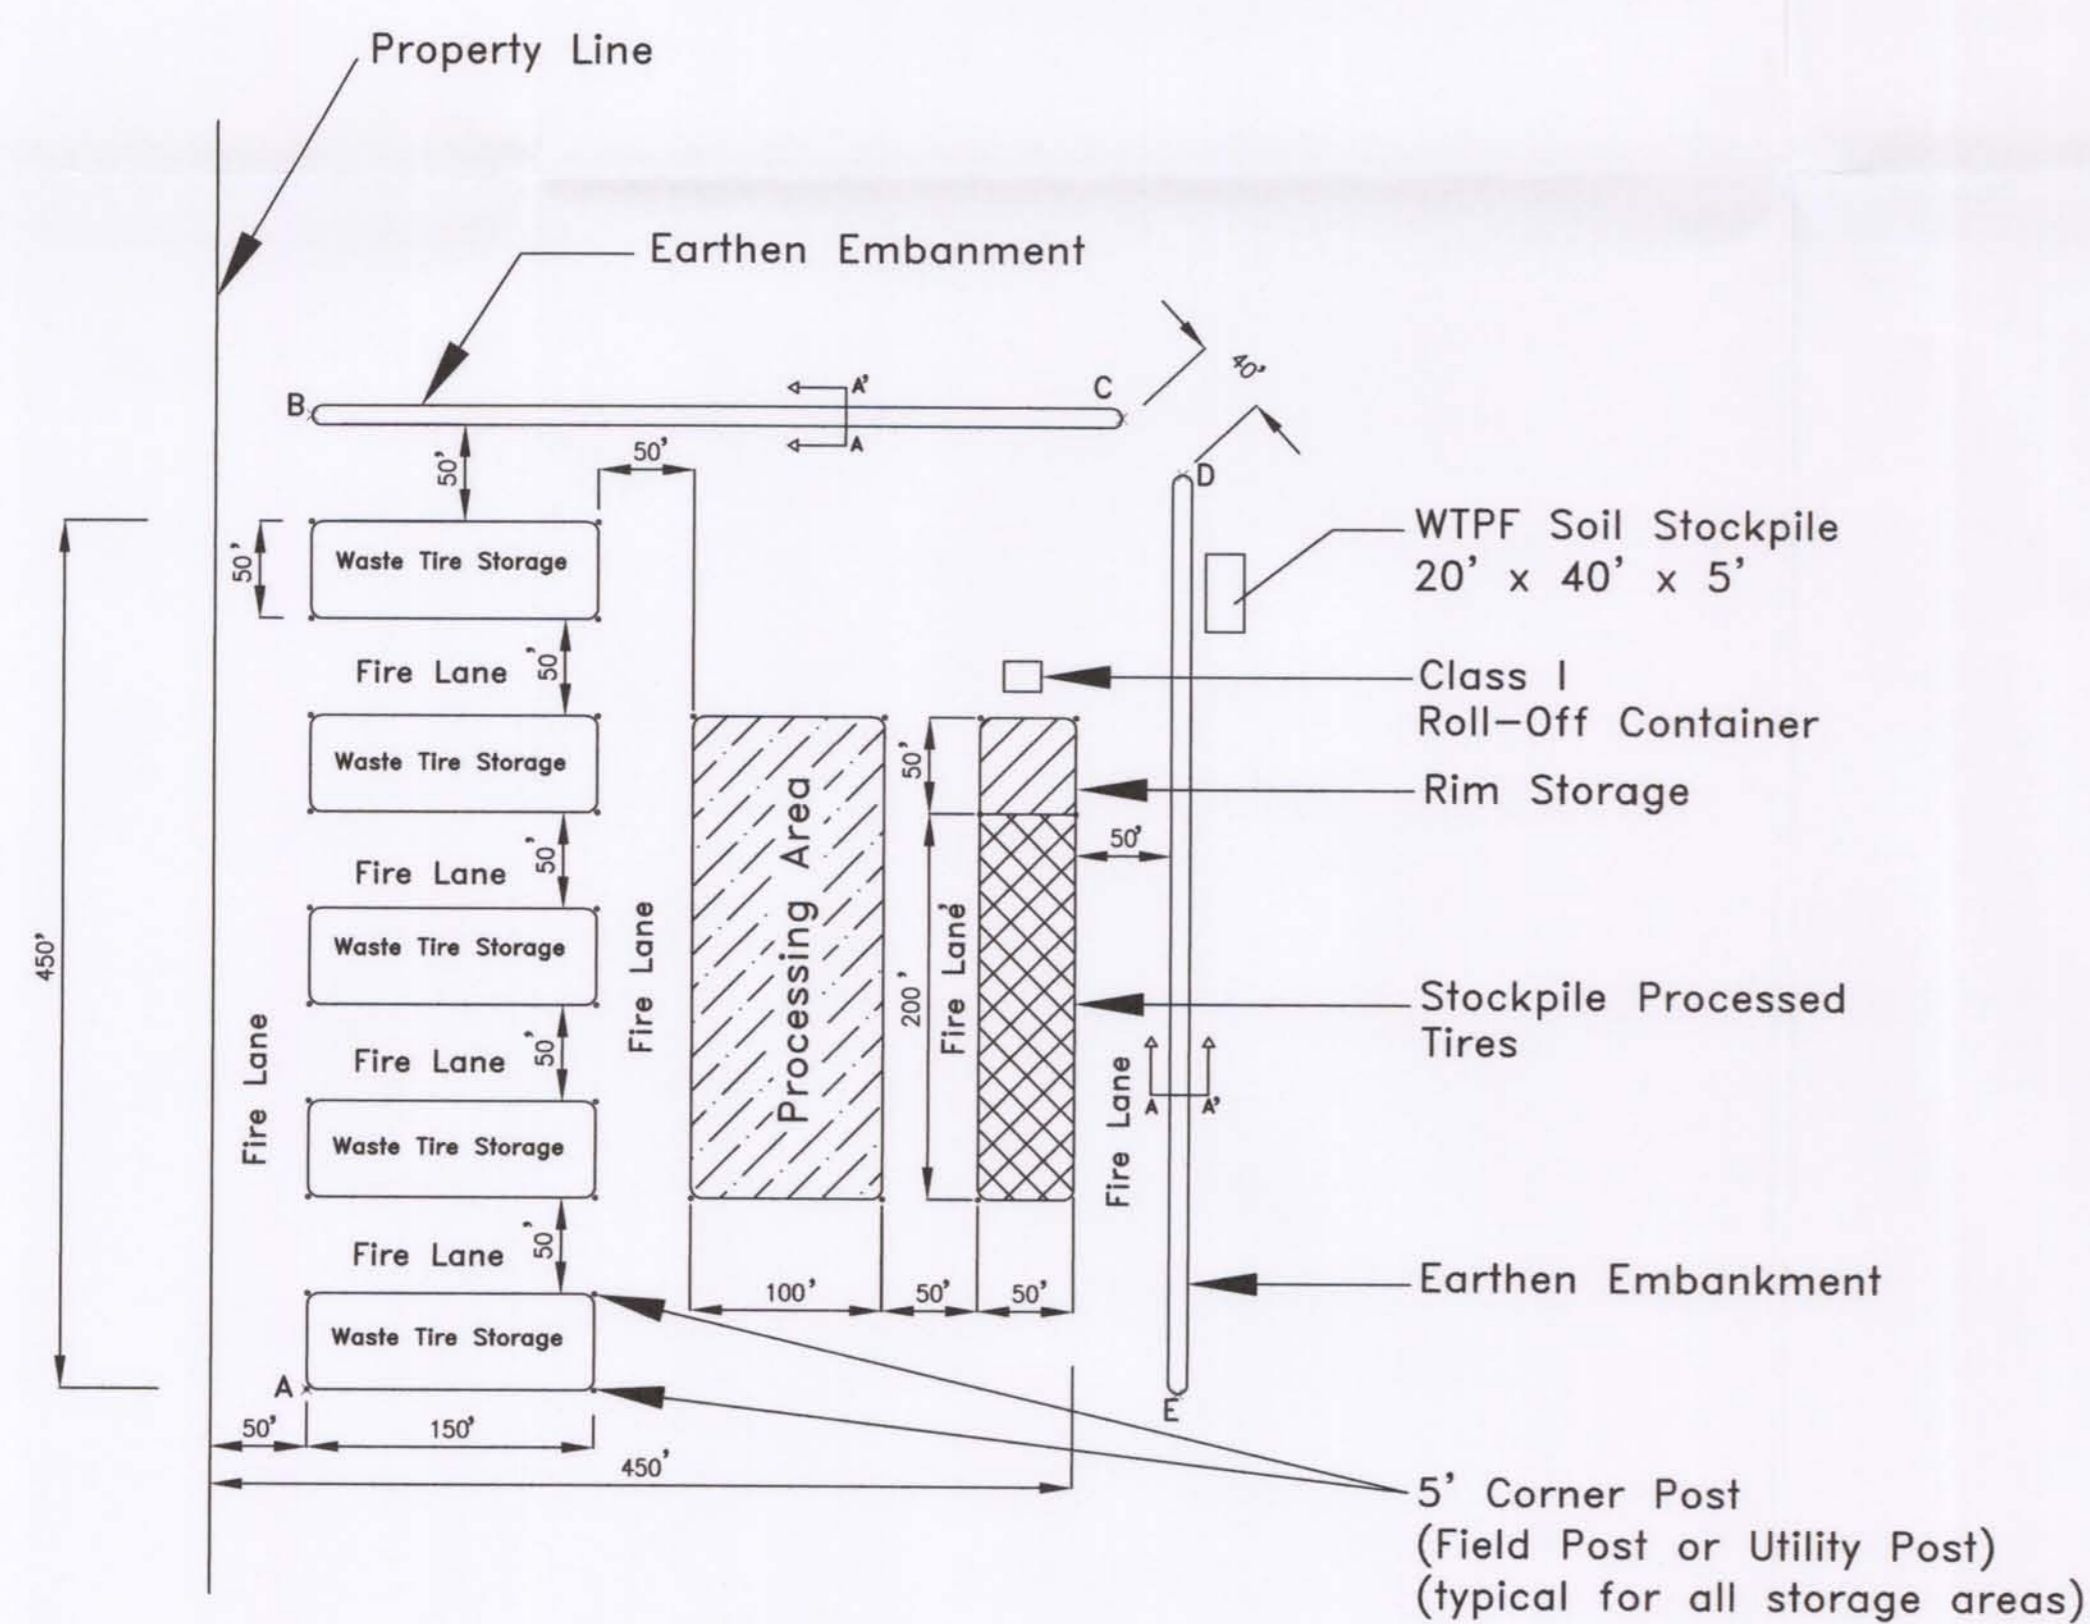 Property Line
Earthen Embanment
40'
B
C
A'
A
50'
50'
D
WTPF Soil Stockpile
20' x 40' x 5'
50'
Waste Tire Storage
Fire Lane
50'
Class I
Roll-Off Container
Waste Tire Storage
50'
Rim Storage
50'
Fire Lane
50'
Processing Area
450'
Waste Tire Storage
Fire Lane
200'
Fire Lane
Stockpile Processed
Tires
Fire Lane
Fire Lane
50'
Fire Lane
A
A'
Waste Tire Storage
Fire Lane
50'
Earthen Embankment
100'
50'
50'
Waste Tire Storage
A
E
50'
150'
450'
5' Corner Post
(Field Post or Utility Post)
(typical for all storage areas)